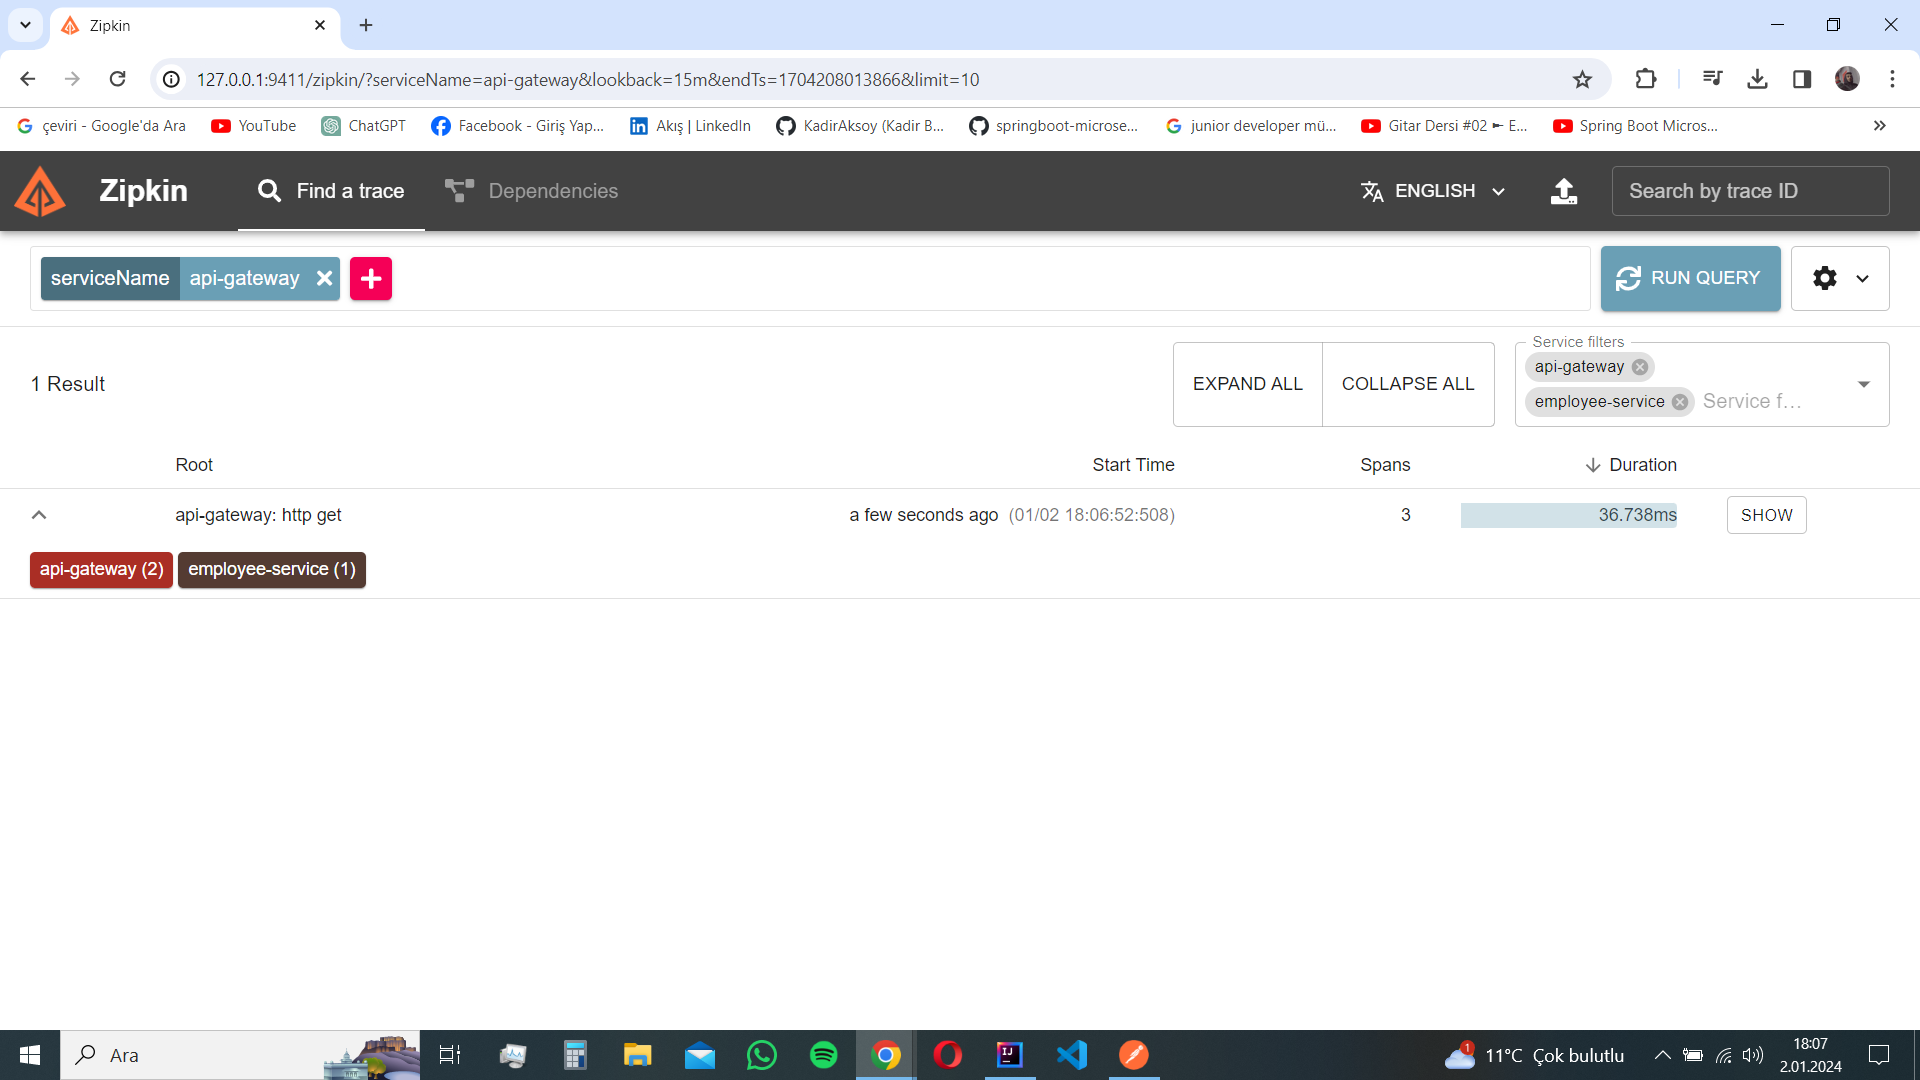 Zipkin
127.0.0.1:9411/zipkin/?serviceName=api-gateway&lookback=15m&endTs=1704208013866&limit=10
çeviri - Google'da Ara
YouTube
ChatGPT
Facebook - Giriş Yap...
Akış | LinkedIn
KadirAksoy (Kadir B...
springboot-microse...
junior developer mü...
Gitar Dersi #02 ► E...
Spring Boot Micros...
Zipkin
Find a trace
Dependencies
ENGLISH
Search by trace ID
serviceName api-gateway
RUN QUERY
1 Result
EXPAND ALL
COLLAPSE ALL
Service filters
api-gateway
employee-service
Service f...
Root Start Time Spans Duration
api-gateway: http get a few seconds ago (01/02 18:06:52:508) 3 36.738ms SHOW
api-gateway (2) employee-service (1)
Ara
1
11°C Çok bulutlu
18:07
2.01.2024